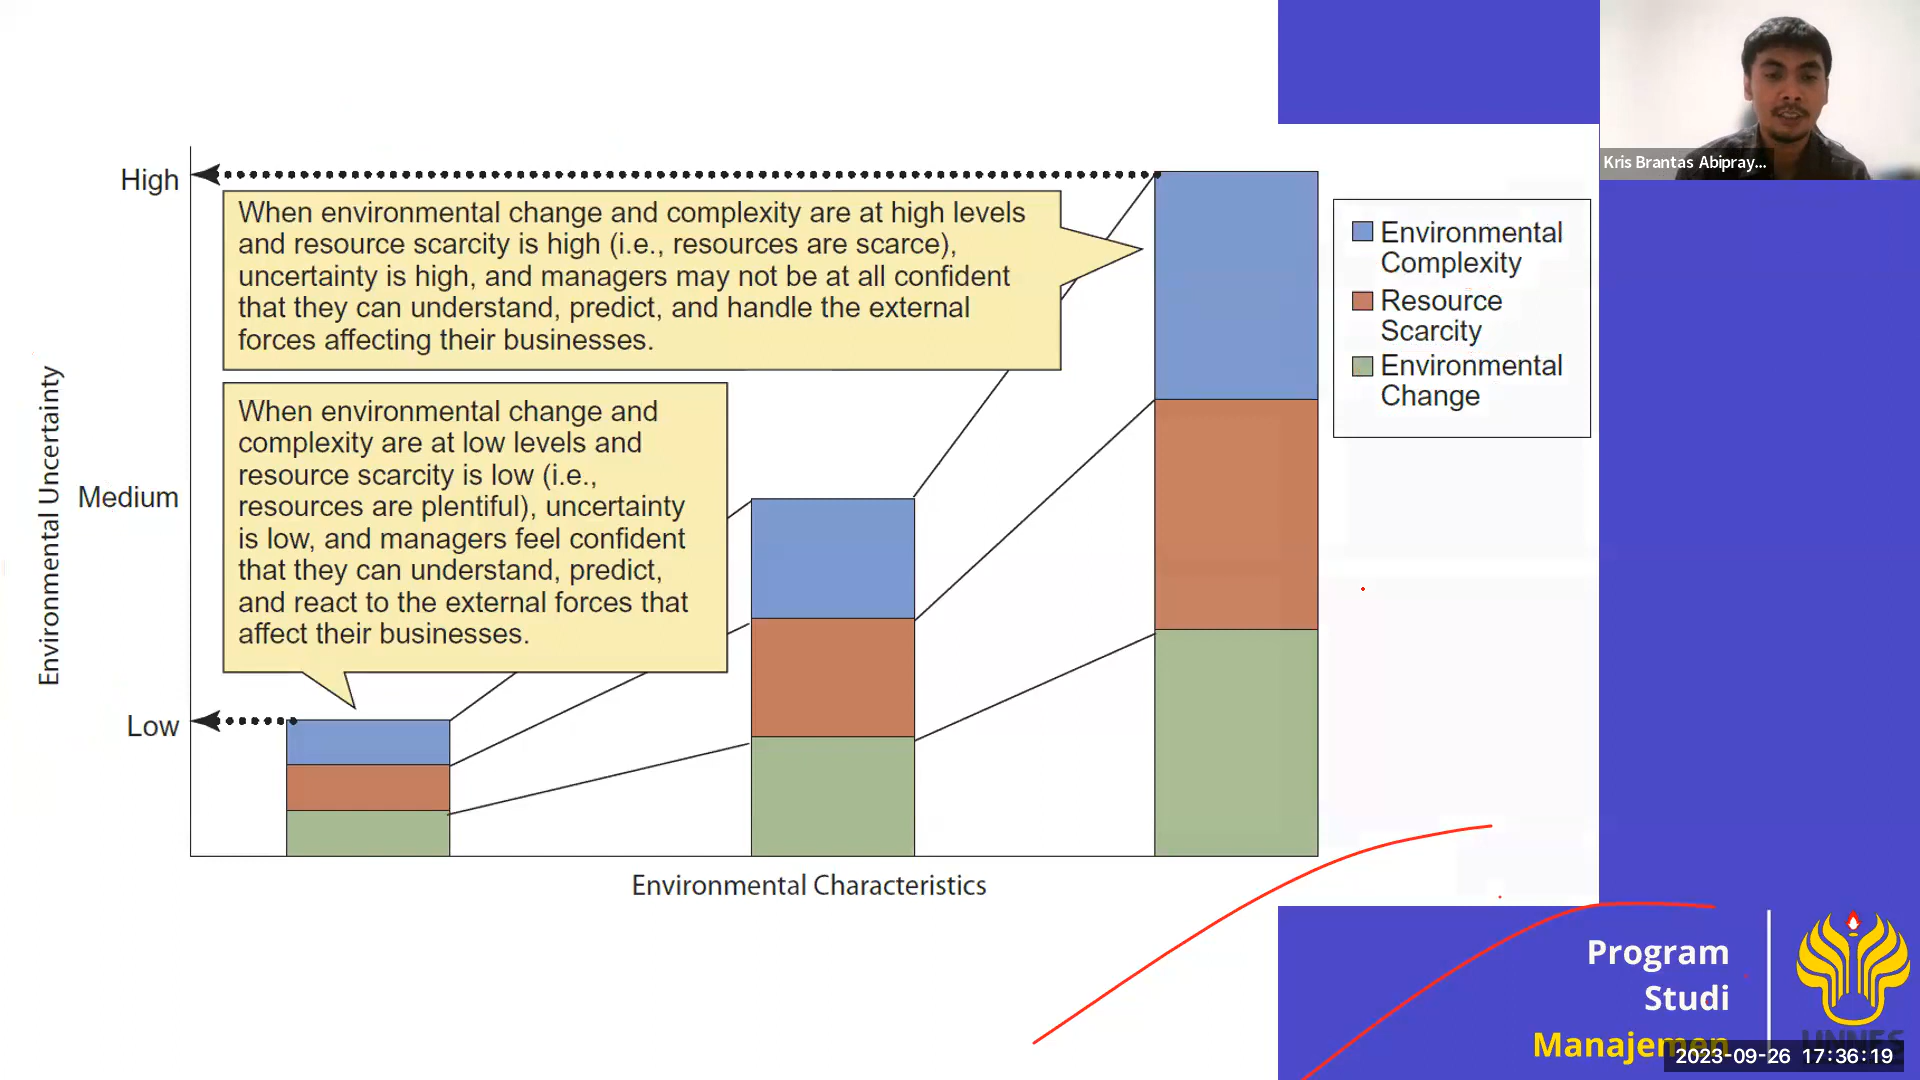 Kris Brantas Abipray...
High
When environmental change and complexity are at high levels
and resource scarcity is high (i.e., resources are scarce),
uncertainty is high, and managers may not be at all confident
that they can understand, predict, and handle the external
forces affecting their businesses.
Environmental
Complexity
Resource
Scarcity
Environmental
Change
Environmental Uncertainty
Medium
When environmental change and
complexity are at low levels and
resource scarcity is low (i.e.,
resources are plentiful), uncertainty
is low, and managers feel confident
that they can understand, predict,
and react to the external forces that
affect their businesses.
Low
Environmental Characteristics
Program
Studi
Manajemen
UNNES
2023-09-26 17:36:19